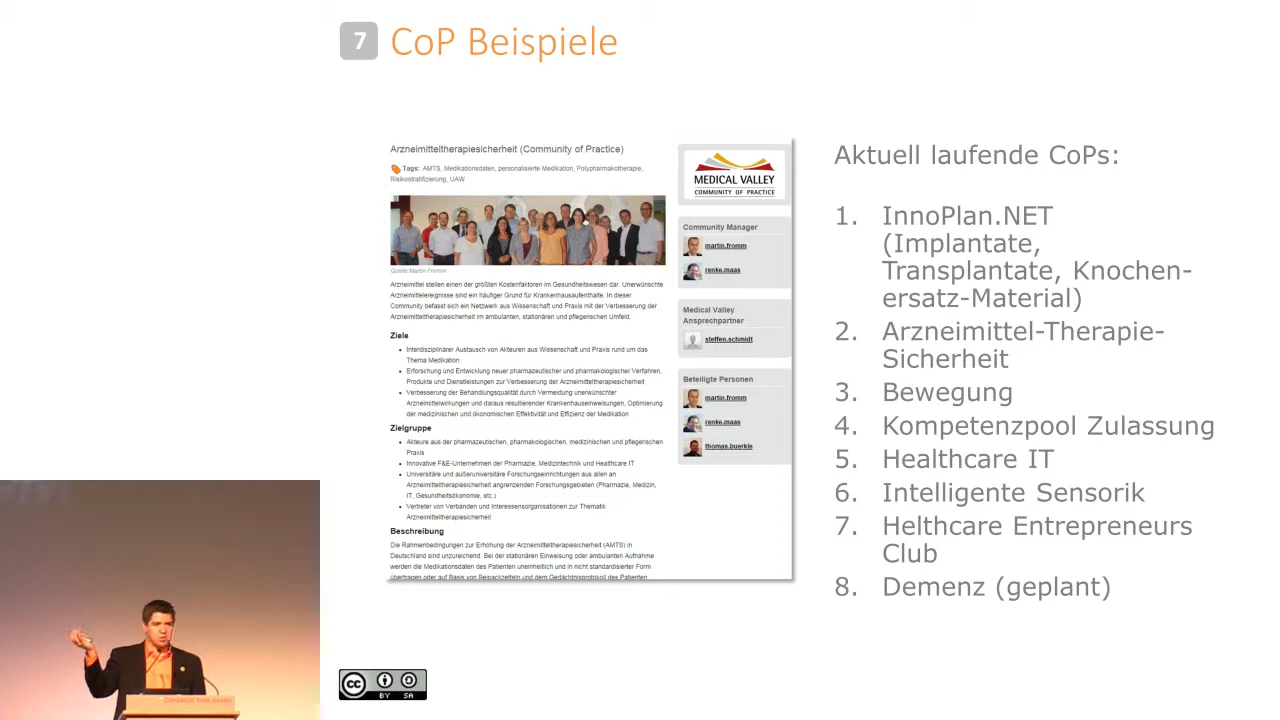 7 CoP Beispiele
Arzneimitteltherapiesicherheit (Community of Practice)
Tags: AMTS, Medikationsdaten, personalisierte Medikation, Polypharmakotherapie,
Risikostratifizierung, UAW
Quelle:Martin Fromm
Arzneimittel stellen einen der größten Kostenfaktoren im Gesundheitswesen dar. Unerwünschte
Arzneimittelereignisse sind ein häufiger Grund für Krankenhausaufenthalte. In dieser
Community befasst sich ein Netzwerk aus Wissenschaft und Praxis mit der Verbesserung der
Arzneimitteltherapiesicherheit im ambulanten, stationären und pflegerischen Umfeld.
Ziele
Interdisziplinärer Austausch von Akteuren aus Wissenschaft und Praxis rund um das
Thema Medikation
Erforschung und Entwicklung neuer pharmazeutischer und pharmakologischer Verfahren,
Produkte und Dienstleistungen zur Verbesserung der Arzneimitteltherapiesicherheit
Verbesserung der Behandlungsqualität durch Vermeidung unerwünschter
Arzneimittelwirkungen und daraus resultierender Krankenhauseinweisungen, Optimierung
der medizinischen und ökonomischen Effektivität und Effizienz der Medikation
Zielgruppe
Akteure aus der pharmazeutischen, pharmakologischen, medizinischen und pflegerischen
Praxis
Innovative F&E-Unternehmen der Pharmazie, Medizintechnik und Healthcare IT
Universitäre und außeruniversitäre Forschungseinrichtungen aus allen an
Arzneimitteltherapiesicherheit angrenzenden Forschungsgebieten (Pharmazie, Medizin,
IT, Gesundheitsökonomie, etc.)
Vertreter von Verbänden und Interessensorganisationen zur Thematik
Arzneimitteltherapiesicherheit
Beschreibung
Die Rahmenbedingungen zur Erhöhung der Arzneimitteltherapiesicherheit (AMTS) in
Deutschland sind unzureichend. Bei der stationären Einweisung oder ambulanten Aufnahme
werden die Medikationsdaten des Patienten uneinheitlich und in nicht standardisierter Form
übertragen oder auf Basis von Beipackzetteln und dem Gedächtnisprotokoll des Patienten
MEDICAL VALLEY
COMMUNITY OF PRACTICE
Community Manager
martin.fromm
renke.maas
Medical Valley
Ansprechpartner
steffen.schmidt
Beteiligte Personen
martin.fromm
renke.maas
thomas.buerkle
Aktuell laufende CoPs:
1. InnoPlan.NET
(Implantate,
Transplantate, Knochen-
ersatz-Material)
2. Arzneimittel-Therapie-
Sicherheit
3. Bewegung
4. Kompetenzpool Zulassung
5. Healthcare IT
6. Intelligente Sensorik
7. Helthcare Entrepreneurs
Club
8. Demenz (geplant)
cc BY SA